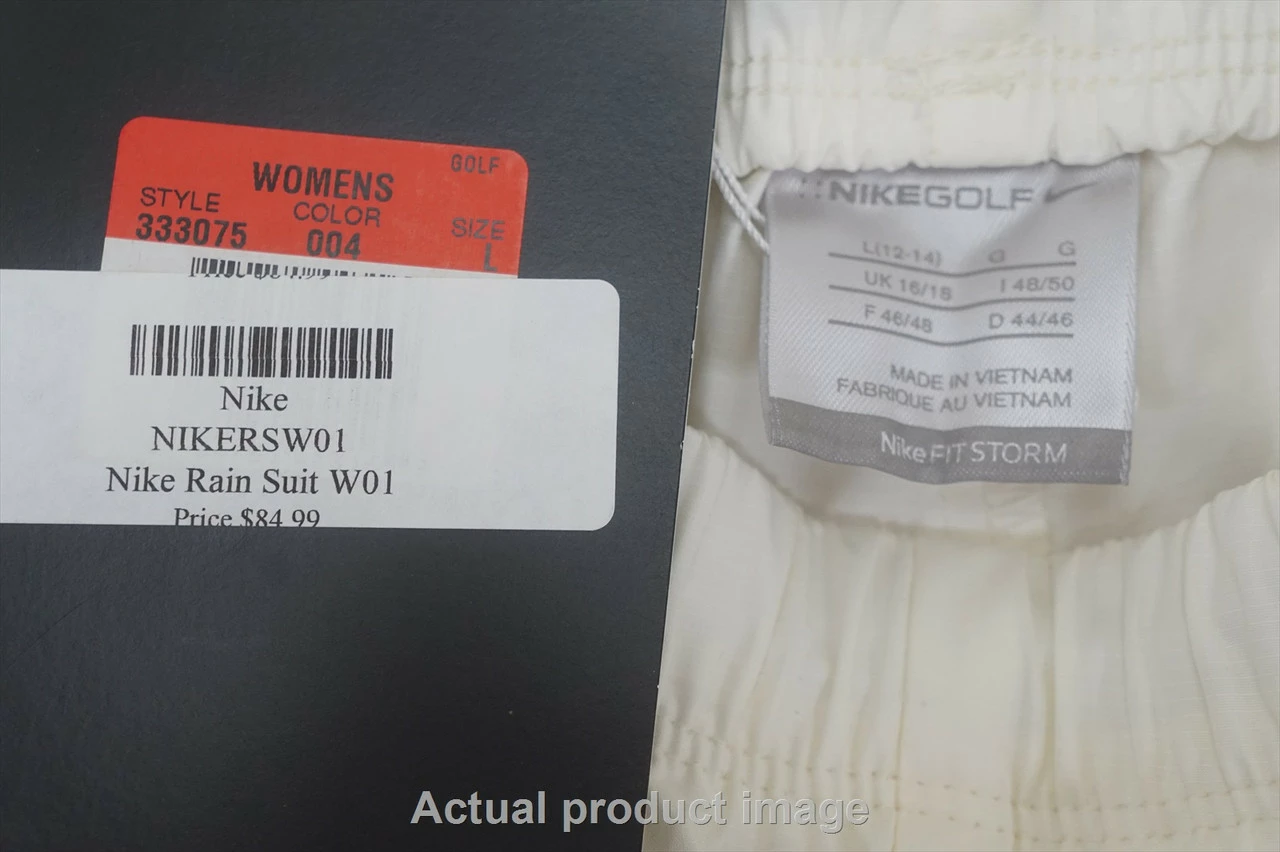 WOMENS
GOLF
STYLE
COLOR
SIZE
333075
004
L
Nike
NIKERSW01
Nike Rain Suit W01
Price $84.99
NIKEGOLF
L(12-14) G G
UK 16/18 I 48/50
F 46/48 D 44/46
MADE IN VIETNAM
FABRIQUE AU VIETNAM
Nike FIT STORM
Actual product image